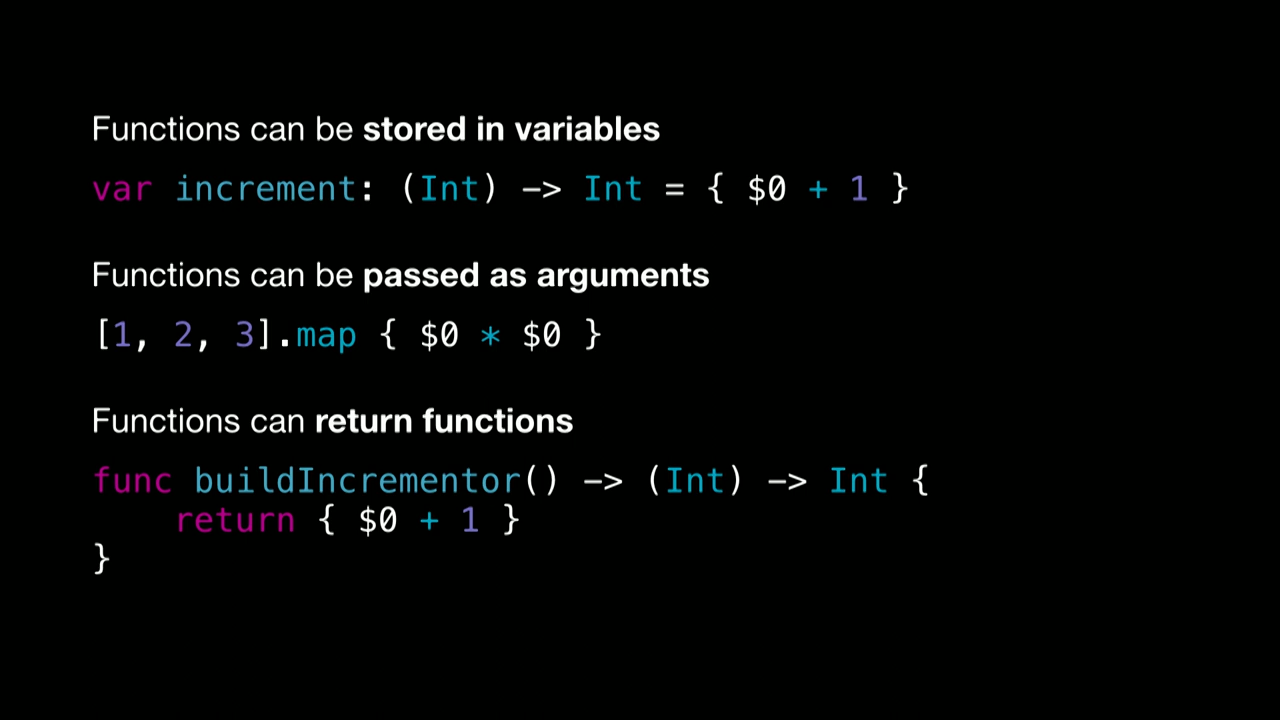 Functions can be stored in variables
var increment: (Int) -> Int = { $0 + 1 }
Functions can be passed as arguments
[1, 2, 3].map { $0 * $0 }
Functions can return functions
func buildIncrementor() -> (Int) -> Int {
    return { $0 + 1 }
}